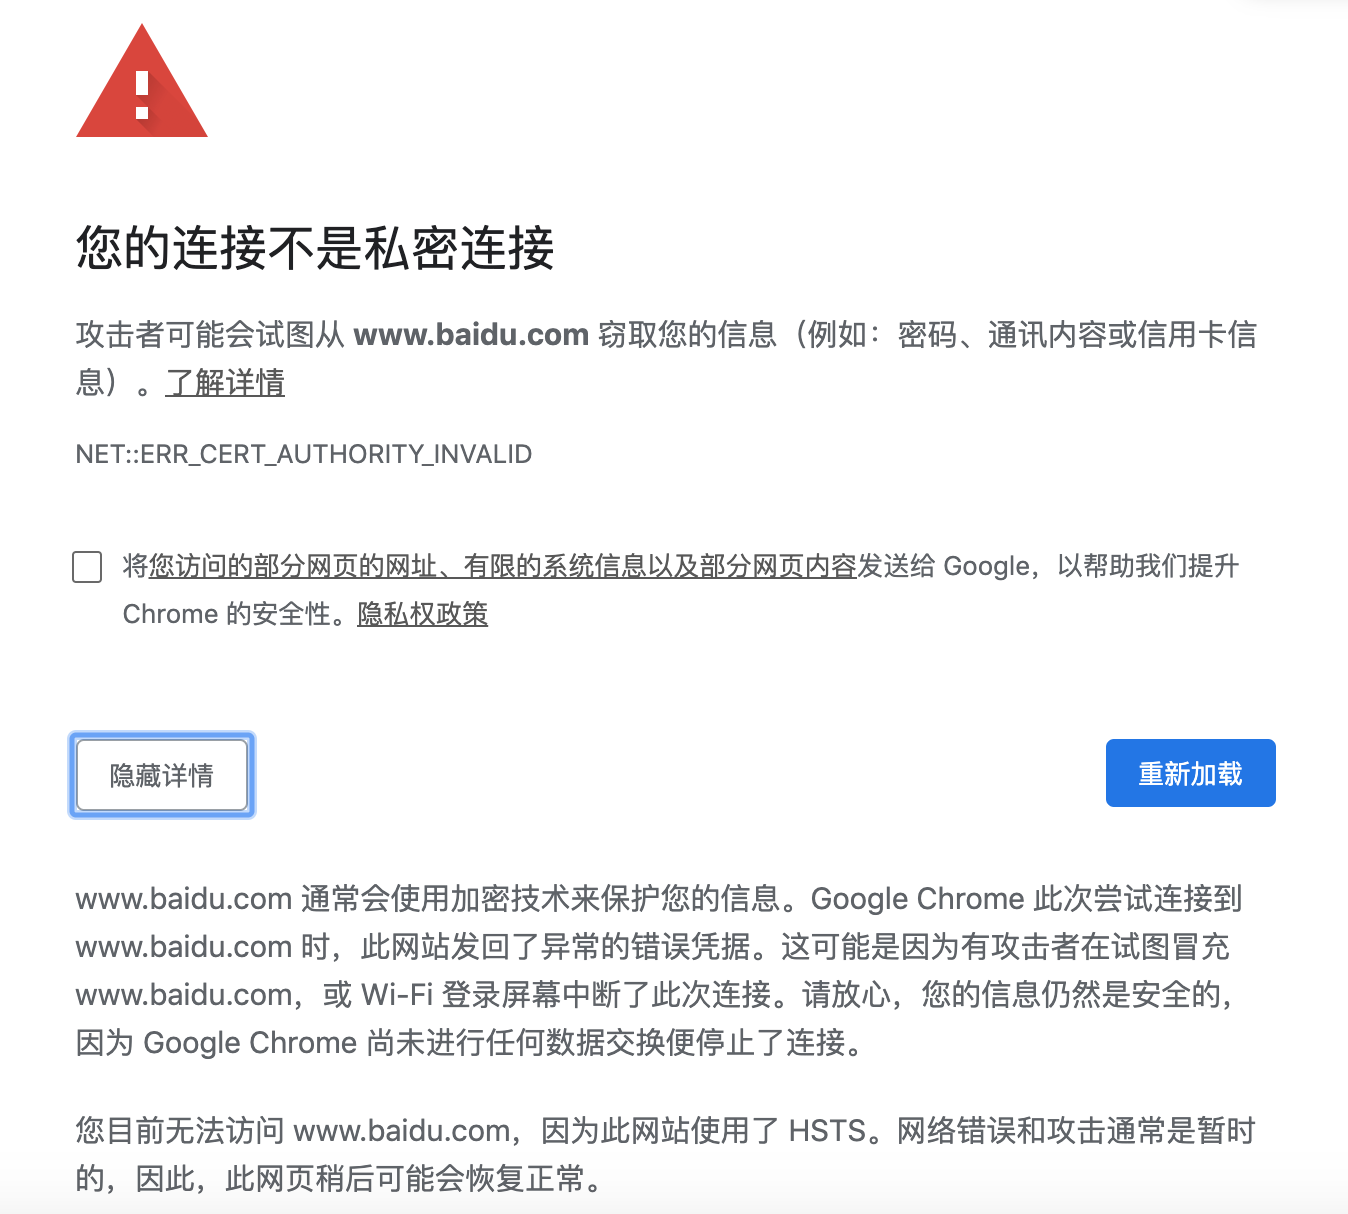 您的连接不是私密连接
攻击者可能会试图从 www.baidu.com 窃取您的信息（例如：密码、通讯内容或信用卡信
息）。了解详情
NET::ERR_CERT_AUTHORITY_INVALID
将您访问的部分网页的网址、有限的系统信息以及部分网页内容发送给 Google，以帮助我们提升
Chrome 的安全性。隐私权政策
隐藏详情
重新加载
www.baidu.com 通常会使用加密技术来保护您的信息。Google Chrome 此次尝试连接到
www.baidu.com 时，此网站发回了异常的错误凭据。这可能是因为有攻击者在试图冒充
www.baidu.com，或 Wi-Fi 登录屏幕中断了此次连接。请放心，您的信息仍然是安全的，
因为 Google Chrome 尚未进行任何数据交换便停止了连接。
您目前无法访问 www.baidu.com，因为此网站使用了 HSTS。网络错误和攻击通常是暂时
的，因此，此网页稍后可能会恢复正常。